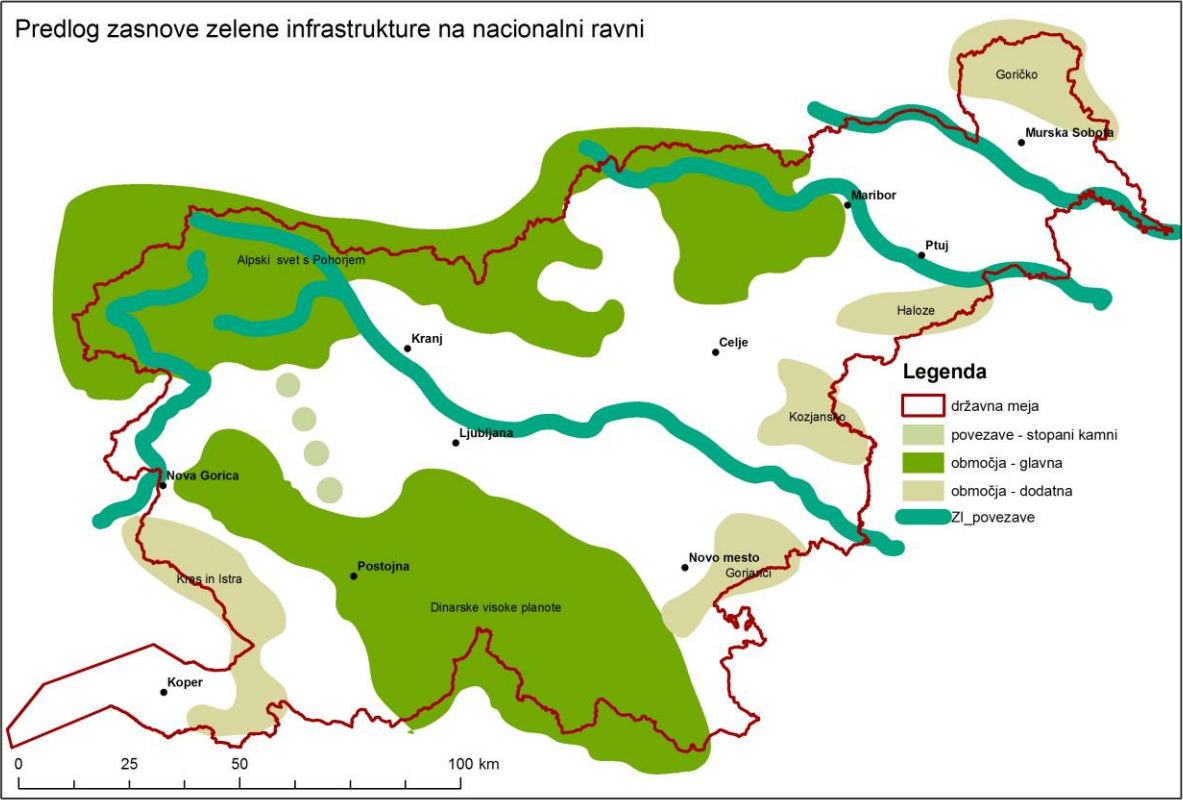 Predlog zasnove zelene infrastrukture na nacionalni ravni
Goričko
Murska Sobota
Maribor
Ptuj
Alpski svet s Pohorjem
Haloze
Kranj
Celje
Legenda
državna meja
povezave - stopani kamni
območja - glavna
območja - dodatna
ZI_povezave
Kozjansko
Ljubljana
Nova Gorica
Novo mesto
Gorjanci
Postojna
Kras in Istra
Dinarske visoke planote
Koper
0 25 50 100 km